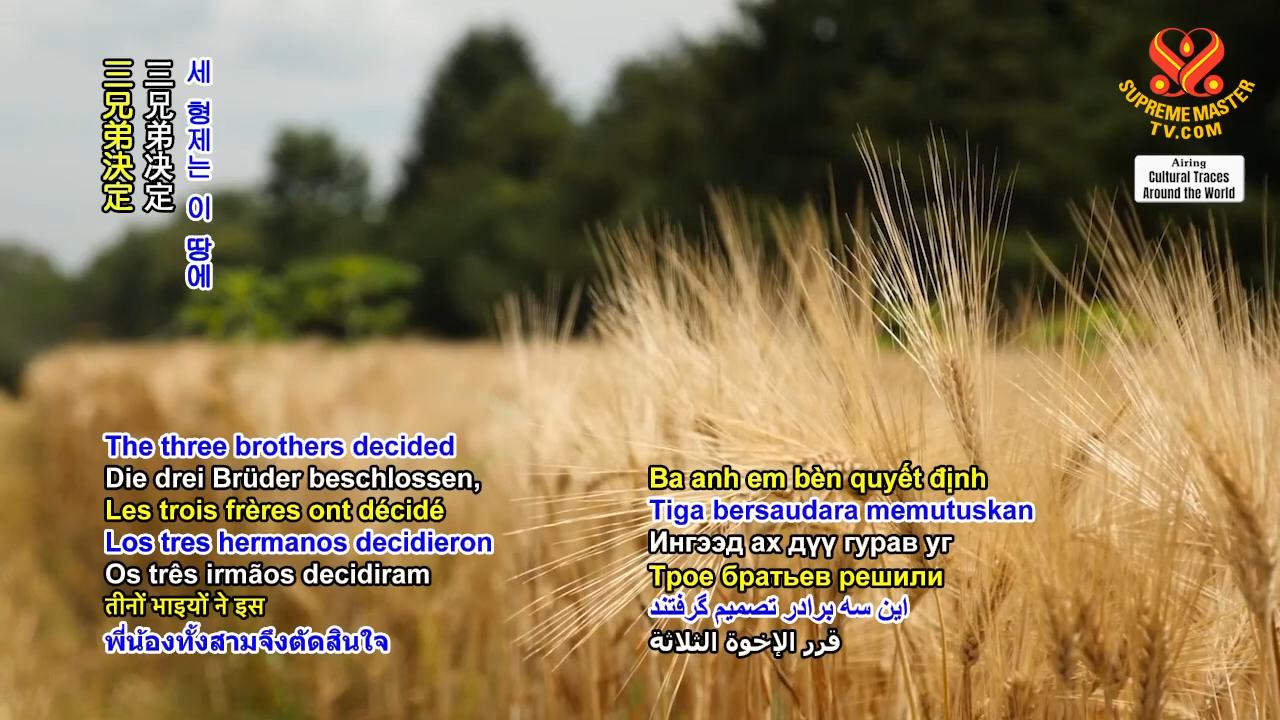 三兄弟決定
三兄弟决定
세 형제는 이 땅에
SUPREME MASTER
TV.COM
Airing
Cultural Traces
Around the World
The three brothers decided
Die drei Brüder beschlossen,
Les trois frères ont décidé
Los tres hermanos decidieron
Os três irmãos decidiram
तीनों भाइयों ने इस
พี่น้องทั้งสามจึงตัดสินใจ
Ba anh em bèn quyết định
Tiga bersaudara memutuskan
Ингээд ах дүү гурав уг
Трое братьев решили
این سه برادر تصمیم گرفتند
قرر الإخوة الثلاثة